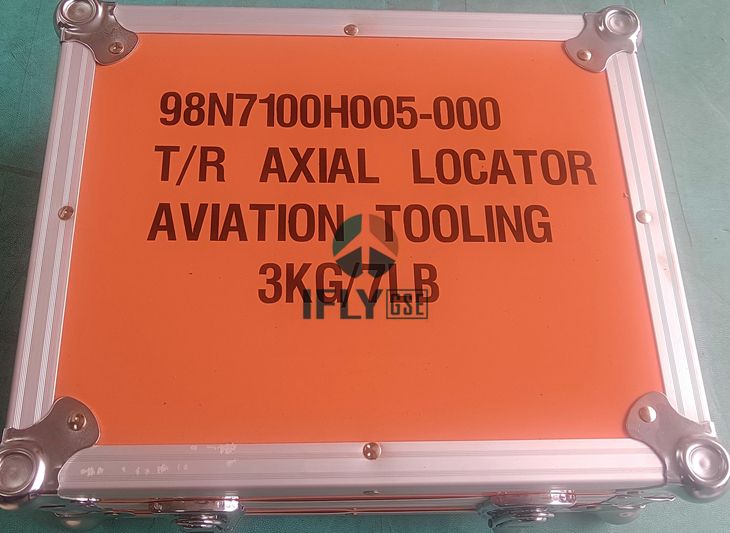 98N7100H005-000
T/R AXIAL LOCATOR
AVIATION TOOLING
3KG/7LB
IFLY GSE